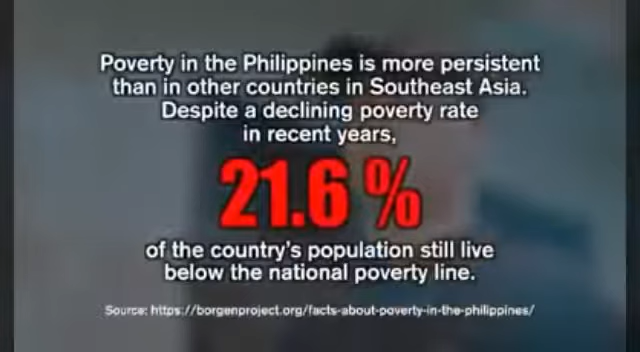 Poverty in the Philippines is more persistent
than in other countries in Southeast Asia.
Despite a declining poverty rate
in recent years,
21.6 %
of the country's population still live
below the national poverty line.
Source: https://borgenproject.org/facts-about-poverty-in-the-philippines/